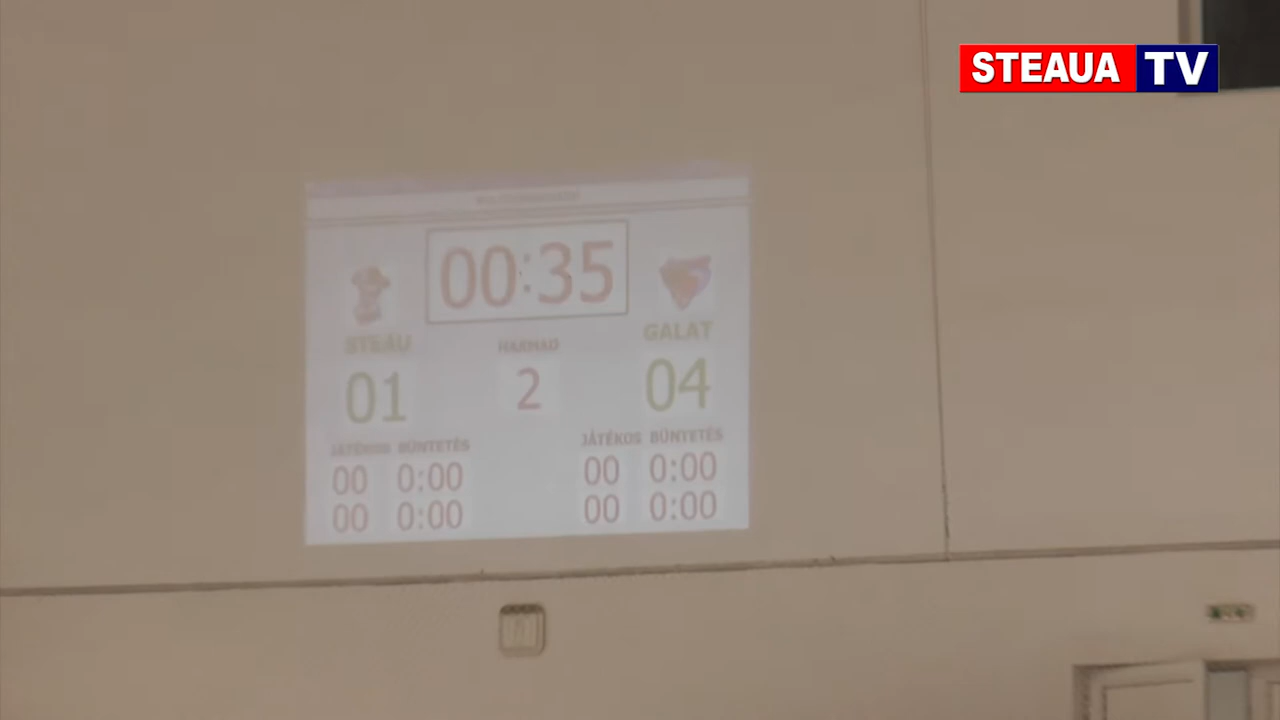 STEAUA TV
00:35
STEAU
HARMAD
GALAT
01
2
04
JÁTÉKOS BÜNTETÉS
JÁTÉKOS BÜNTETÉS
00 0:00
00 0:00
00 0:00
00 0:00